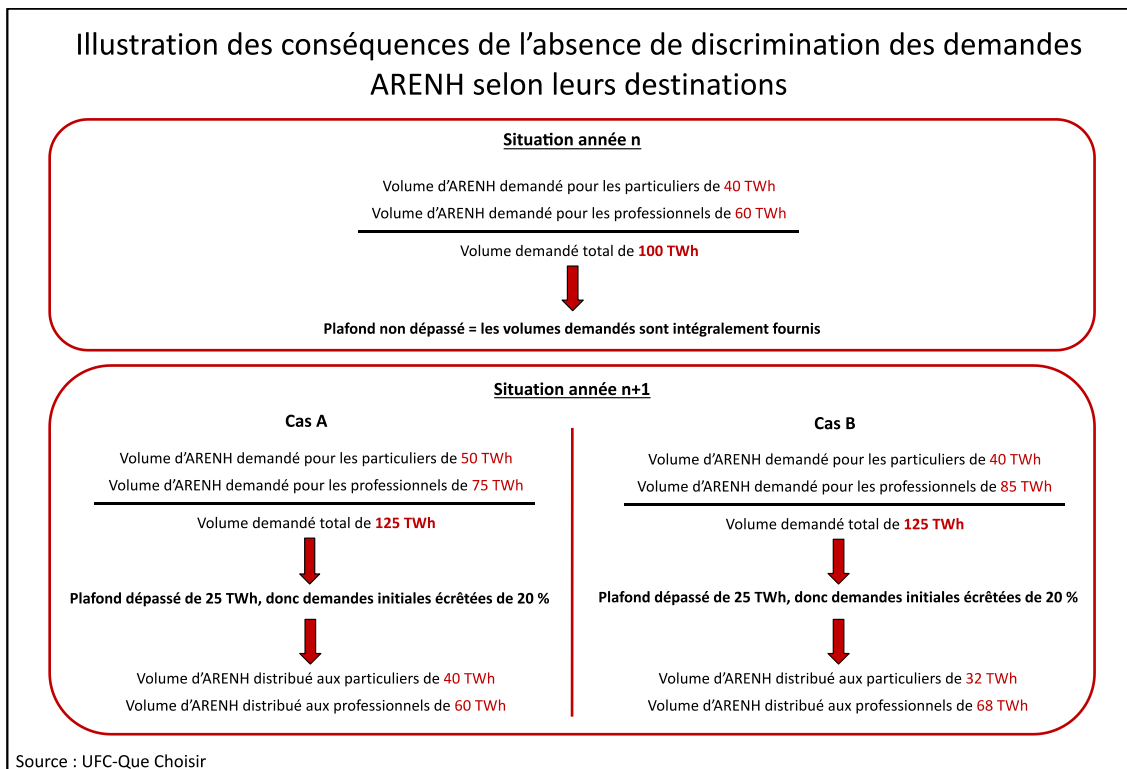 Illustration des conséquences de l’absence de discrimination des demandes
ARENH selon leurs destinations
Situation année n
Volume d’ARENH demandé pour les particuliers de 40 TWh
Volume d’ARENH demandé pour les professionnels de 60 TWh
Volume demandé total de 100 TWh
Plafond non dépassé = les volumes demandés sont intégralement fournis
Situation année n+1
Cas A
Volume d’ARENH demandé pour les particuliers de 50 TWh
Volume d’ARENH demandé pour les professionnels de 75 TWh
Volume demandé total de 125 TWh
Plafond dépassé de 25 TWh, donc demandes initiales écrêtées de 20 %
Volume d’ARENH distribué aux particuliers de 40 TWh
Volume d’ARENH distribué aux professionnels de 60 TWh
Cas B
Volume d’ARENH demandé pour les particuliers de 40 TWh
Volume d’ARENH demandé pour les professionnels de 85 TWh
Volume demandé total de 125 TWh
Plafond dépassé de 25 TWh, donc demandes initiales écrêtées de 20 %
Volume d’ARENH distribué aux particuliers de 32 TWh
Volume d’ARENH distribué aux professionnels de 68 TWh
Source : UFC-Que Choisir